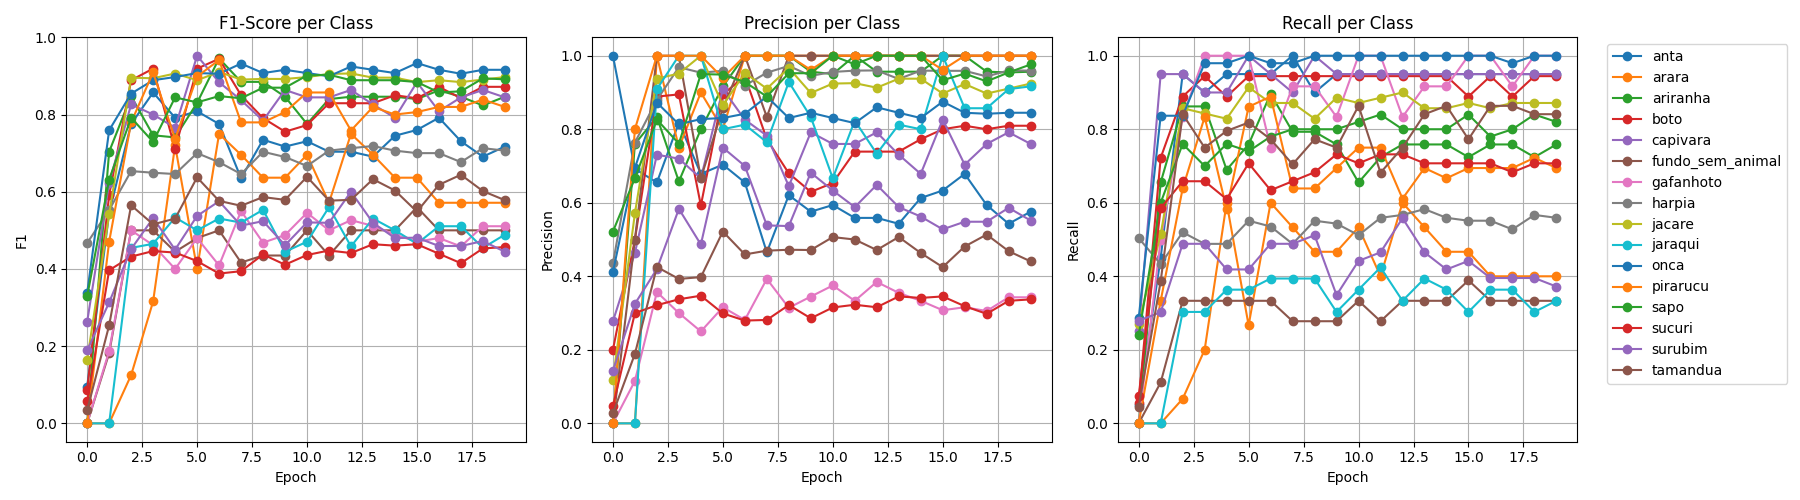 F1-Score per Class
1.0
0.8
0.6
0.4
0.2
0.0
F1
0.0 2.5 5.0 7.5 10.0 12.5 15.0 17.5
Epoch
Precision per Class
1.0
0.8
0.6
0.4
0.2
0.0
Precision
0.0 2.5 5.0 7.5 10.0 12.5 15.0 17.5
Epoch
Recall per Class
1.0
0.8
0.6
0.4
0.2
0.0
Recall
0.0 2.5 5.0 7.5 10.0 12.5 15.0 17.5
Epoch
anta
arara
ariranha
boto
capivara
fundo_sem_animal
gafanhoto
harpia
jacare
jaraqui
onca
pirarucu
sapo
sucuri
surubim
tamandua